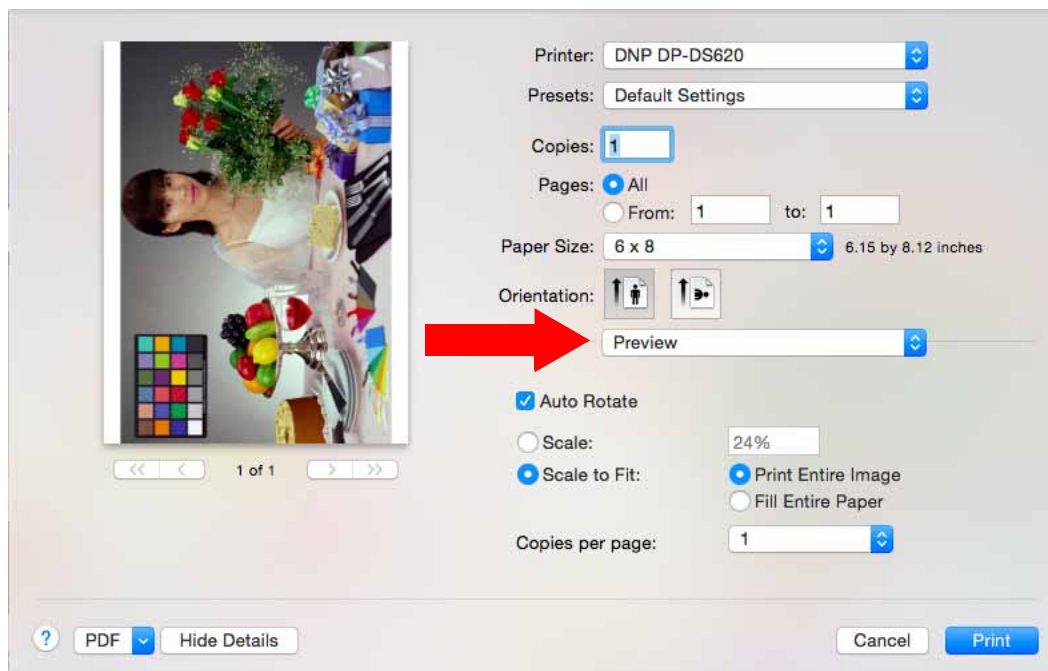 Printer: DNP DP-DS620
Presets: Default Settings
Copies: 1
Pages: All
From: 1 to: 1
Paper Size: 6 x 8 6.15 by 8.12 inches
Orientation:
Preview
Auto Rotate
Scale: 24%
Scale to Fit: Print Entire Image
Fill Entire Paper
Copies per page: 1
<< < 1 of 1 > >>
? PDF Hide Details Cancel Print